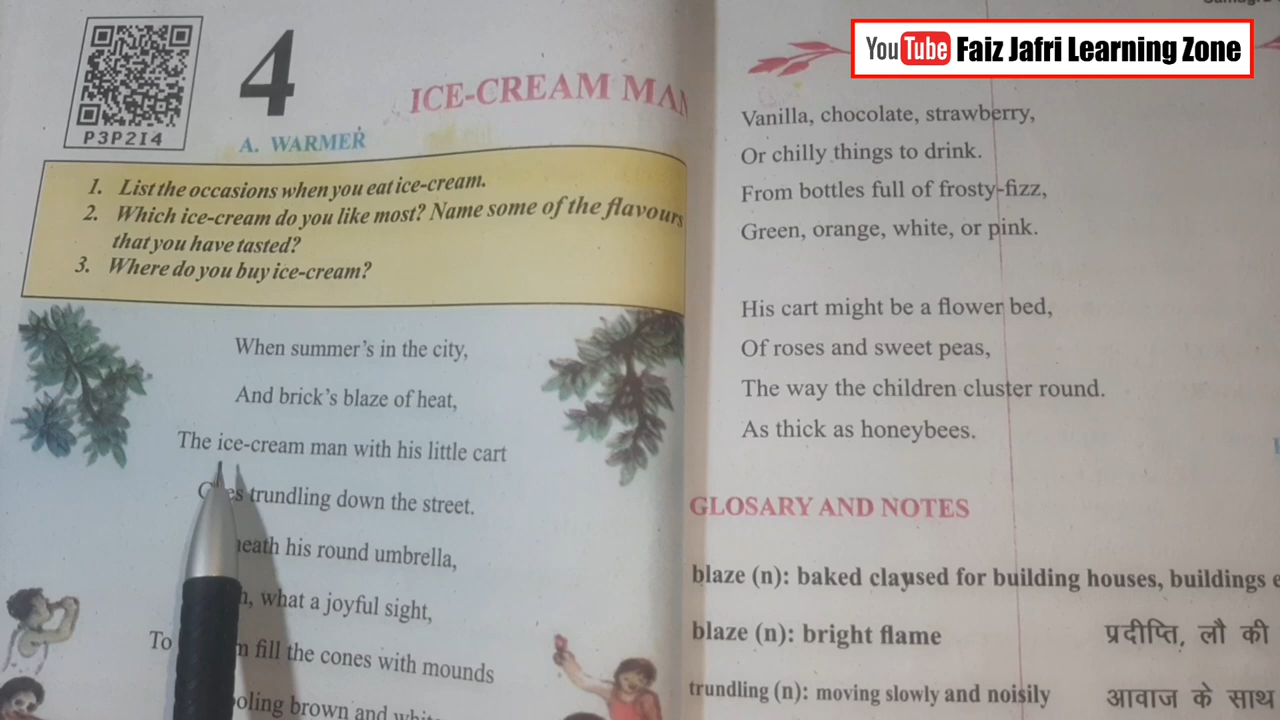 P3P2I4
4
ICE-CREAM MAN
A. WARMER
1. List the occasions when you eat ice-cream.
2. Which ice-cream do you like most? Name some of the flavours
that you have tasted?
3. Where do you buy ice-cream?
When summer's in the city,
And brick's blaze of heat,
The ice-cream man with his little cart
trundling down the street.
his round umbrella,
what a joyful sight,
To fill the cones with mounds
brown and
YouTube Faiz Jafri Learning Zone
Vanilla, chocolate, strawberry,
Or chilly things to drink.
From bottles full of frosty-fizz,
Green, orange, white, or pink.
His cart might be a flower bed,
Of roses and sweet peas,
The way the children cluster round.
As thick as honeybees.
GLOSARY AND NOTES
blaze (n): baked clayused for building houses, buildings
blaze (n): bright flame प्रदीप्ति, लौ की
trundling (n): moving slowly and noisily आवाज के साथ